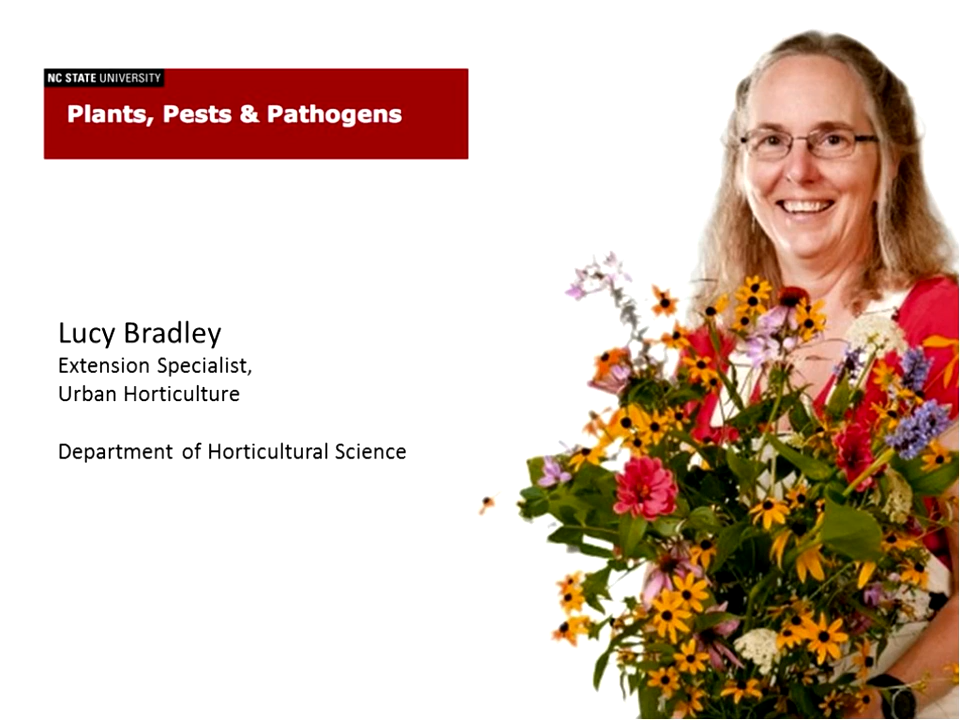 NC STATE UNIVERSITY
Plants, Pests & Pathogens
Lucy Bradley
Extension Specialist,
Urban Horticulture
Department of Horticultural Science